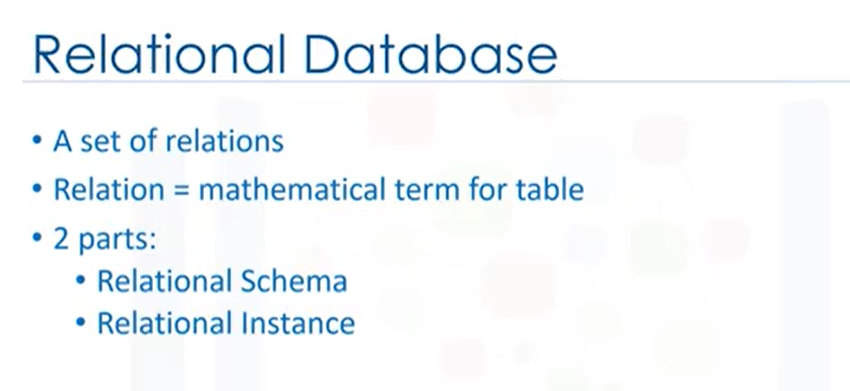 Relational Database
• A set of relations
• Relation = mathematical term for table
• 2 parts:
• Relational Schema
• Relational Instance